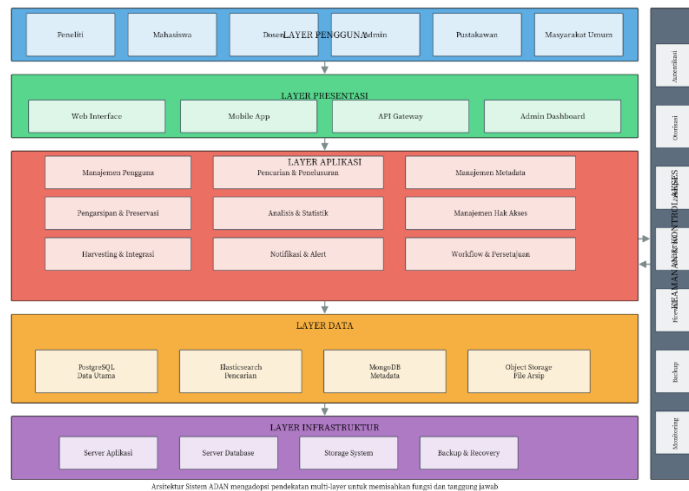 LAYER PENGGUNA
Peneliti
Mahasiswa
Dosen
Admin
Pustakawan
Masyarakat Umum
LAYER PRESENTASI
Web Interface
Mobile App
API Gateway
Admin Dashboard
LAYER APLIKASI
Manajemen Pengguna
Pencarian & Penelusuran
Manajemen Metadata
Pengarsipan & Preservasi
Analisis & Statistik
Manajemen Hak Akses
Harvesting & Integrasi
Notifikasi & Alert
Workflow & Persetujuan
LAYER DATA
PostgreSQL
Data Utama
Elasticsearch
Pencarian
MongoDB
Metadata
Object Storage
File Arsip
LAYER INFRASTRUKTUR
Server Aplikasi
Server Database
Storage System
Backup & Recovery
KEAMANAN & KONTROL AKSES
Autentikasi
Otorisasi
Backup
Monitoring
Arsitektur Sistem ADAN mengadopsi pendekatan multi-layer untuk memisahkan fungsi dan tanggung jawab